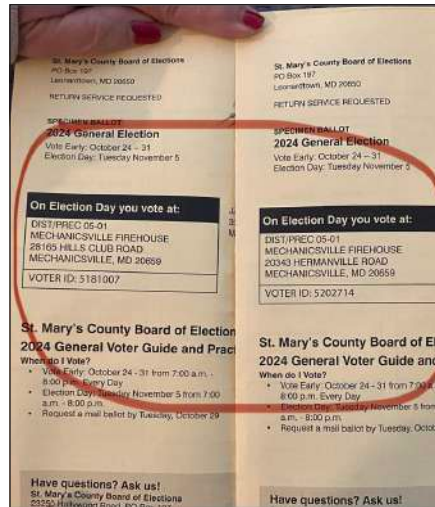 St. Mary's County Board of Elections
PO Box 197
Leonardtown, MD 20650
RETURN SERVICE REQUESTED
SPECIMEN BALLOT
2024 General Election
Vote Early: October 24 – 31
Election Day: Tuesday November 5
On Election Day you vote at:
DIST/PREC 05-01
MECHANICSVILLE FIREHOUSE
28165 HILLS CLUB ROAD
MECHANICSVILLE, MD 20659
VOTER ID: 5181007
St. Mary's County Board of Election
2024 General Voter Guide and Prac
When do I Vote?
• Vote Early: October 24 - 31 from 7:00 a.m. -
8:00 p.m. Every Day
• Election Day: Tuesday November 5 from 7:00
a.m. - 8:00 p.m.
• Request a mail ballot by Tuesday, October 29
Have questions? Ask us!
St. Mary's County Board of Elections
23250 Hollywood Road, PO Box 197
St. Mary's County Board of Elections
PO Box 197
Leonardtown, MD 20650
RETURN SERVICE REQUESTED
SPECIMEN BALLOT
2024 General Election
Vote Early: October 24 – 31
Election Day: Tuesday November 5
On Election Day you vote at:
DIST/PREC 05-01
MECHANICSVILLE FIREHOUSE
20343 HERMANVILLE ROAD
MECHANICSVILLE, MD 20659
VOTER ID: 5202714
St. Mary's County Board of El
2024 General Voter Guide and
When do I Vote?
• Vote Early: October 24 - 31 from 7:00 a
8:00 p.m. Every Day
• Election Day: Tuesday November 5 from
a.m. - 8:00 p.m.
• Request a mail ballot by Tuesday, Octob
Have questions? Ask us!